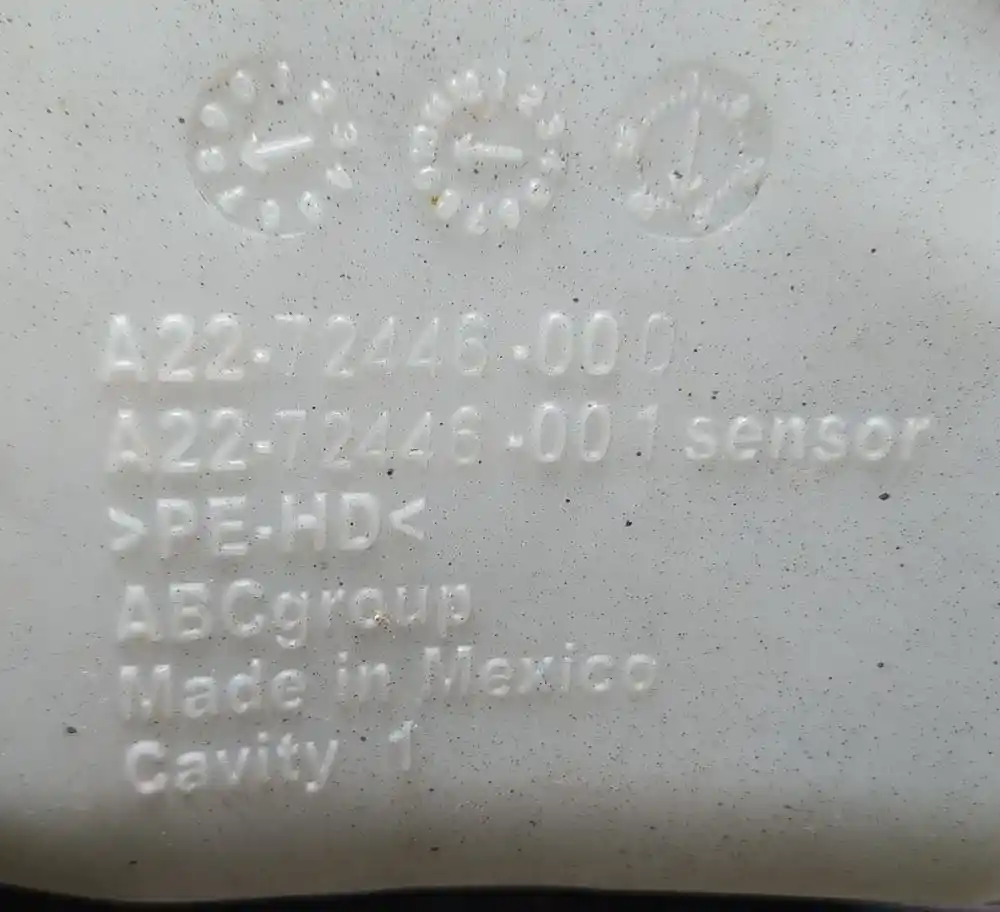 A22-72446-000
A22-72446-001 sensor
>PE-HD<
ABCgroup
Made in Mexico
Cavity 1